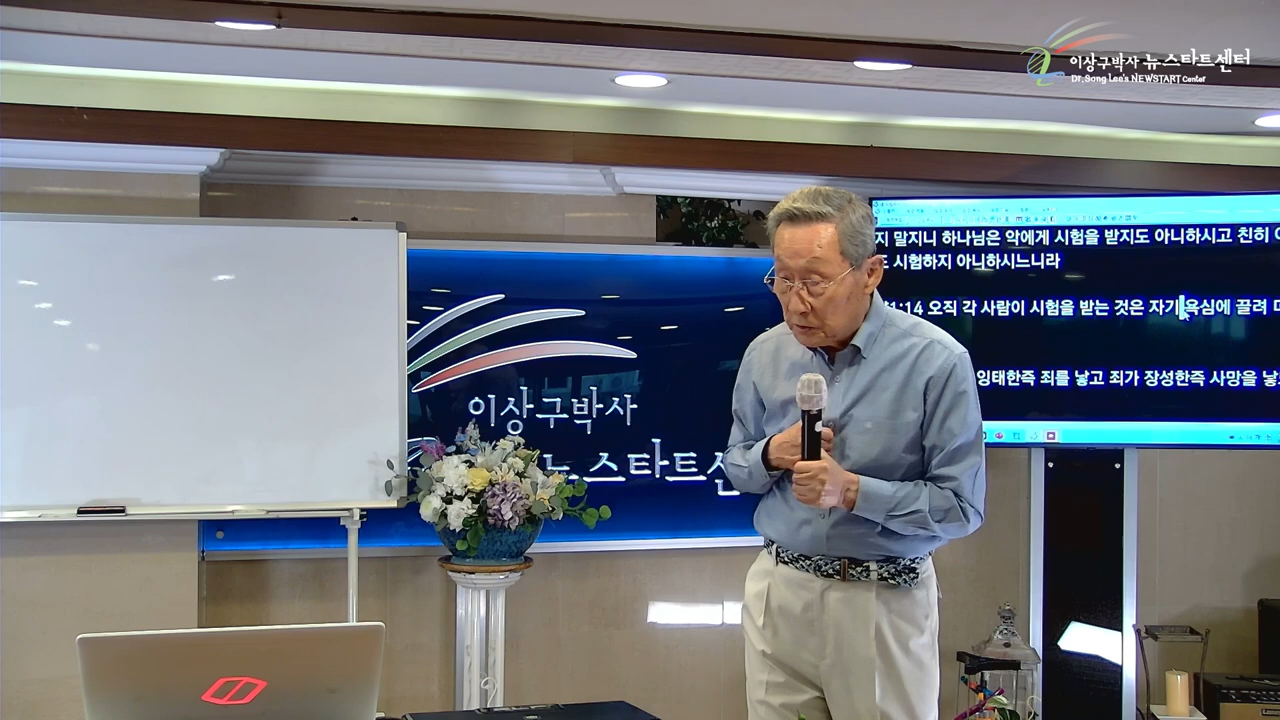 이상구박사 뉴스타트센터
Dr. Sang Lee's NEWSTART Center
지 말지니 하나님은 악에게 시험을 받지도 아니하시고 친히
도 시험하지 아니하시느니라
1:14 오직 각 사람이 시험을 받는 것은 자기 욕심에 끌려
잉태한즉 죄를 낳고 죄가 장성한즉 사망을 낳
이상구박사
뉴스타트센